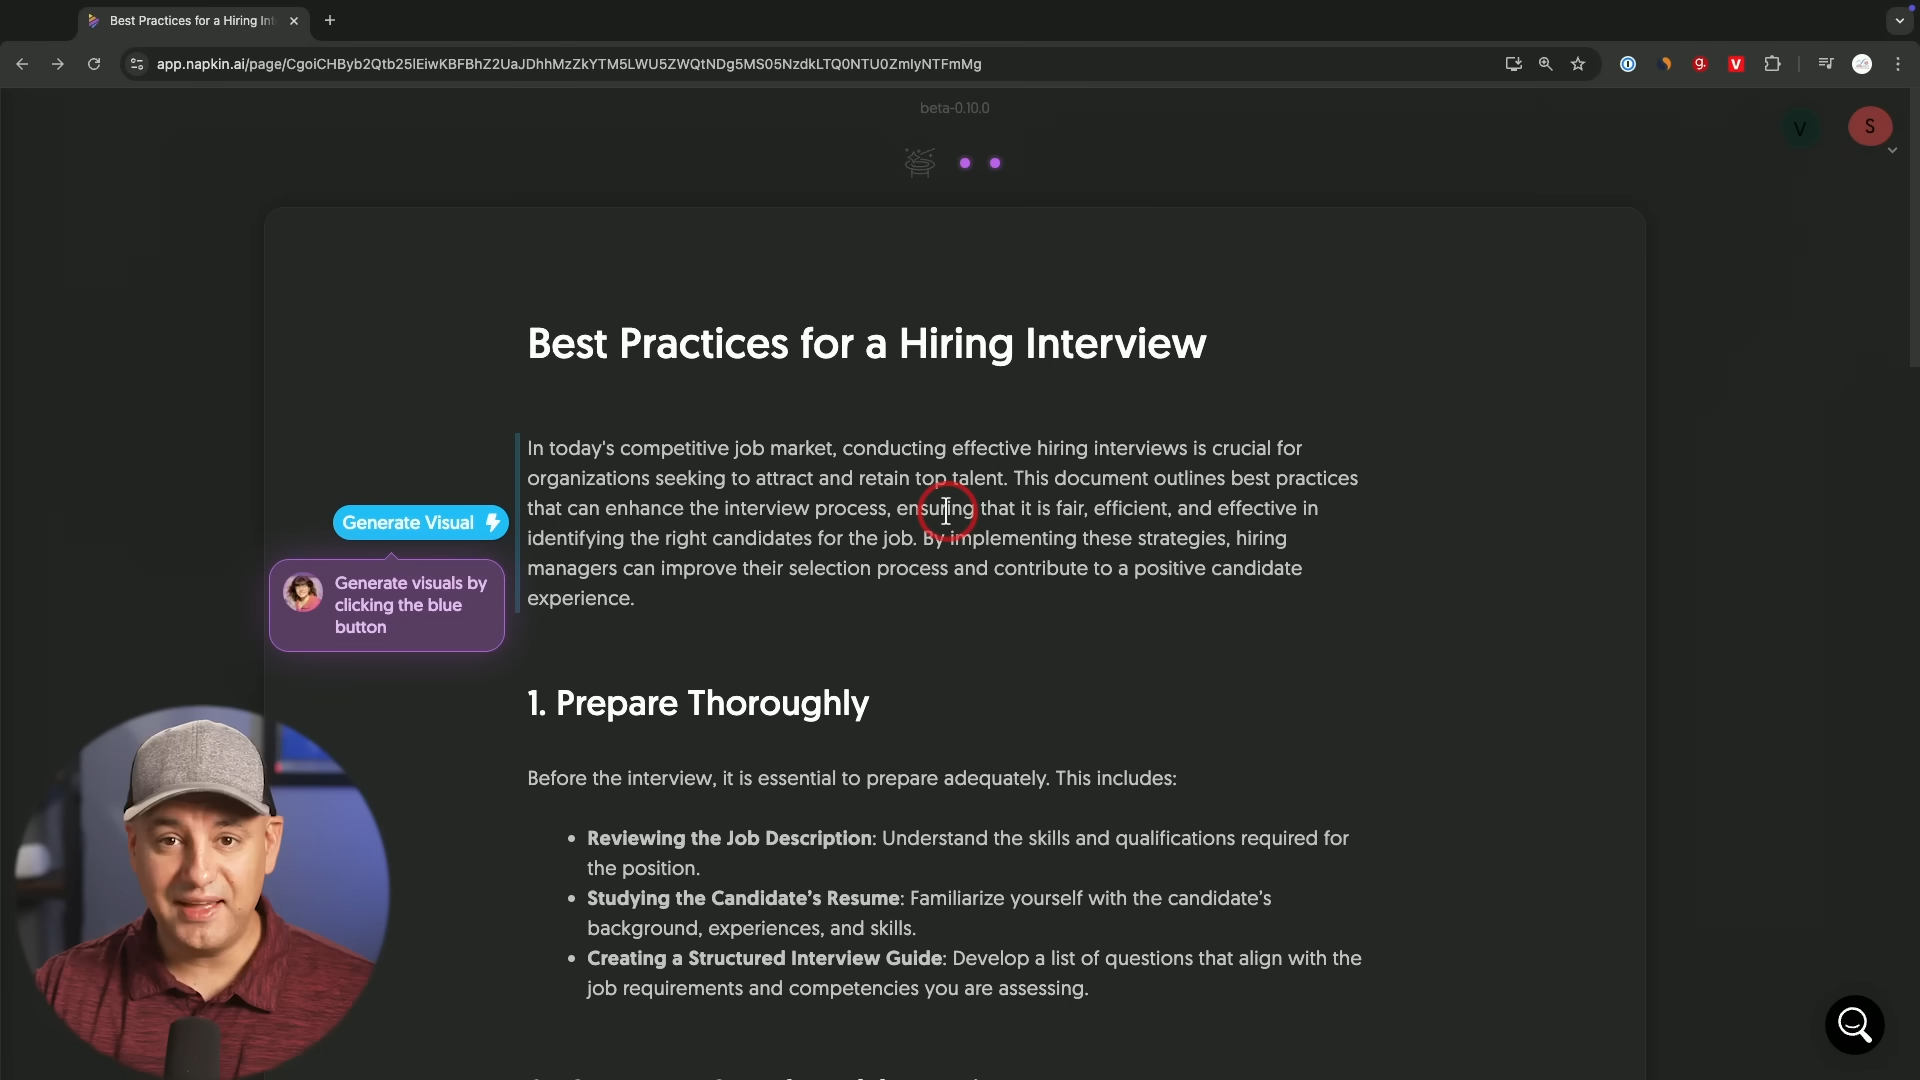 Best Practices for a Hiring Int
app.napkin.ai/page/CgoiCHByb2Qtb25lEiwKBFBhZ2UaJDhhMzZkYTM5LWU5ZWQtNDg5MS05NzdkLTQ0NTU0ZmIyNTFmMg
beta-0.10.0
V
S
Best Practices for a Hiring Interview
In today's competitive job market, conducting effective hiring interviews is crucial for
organizations seeking to attract and retain top talent. This document outlines best practices
that can enhance the interview process, ensuring that it is fair, efficient, and effective in
identifying the right candidates for the job. By implementing these strategies, hiring
managers can improve their selection process and contribute to a positive candidate
experience.
Generate Visual
Generate visuals by
clicking the blue
button
1. Prepare Thoroughly
Before the interview, it is essential to prepare adequately. This includes:
• Reviewing the Job Description: Understand the skills and qualifications required for
the position.
• Studying the Candidate’s Resume: Familiarize yourself with the candidate’s
background, experiences, and skills.
• Creating a Structured Interview Guide: Develop a list of questions that align with the
job requirements and competencies you are assessing.